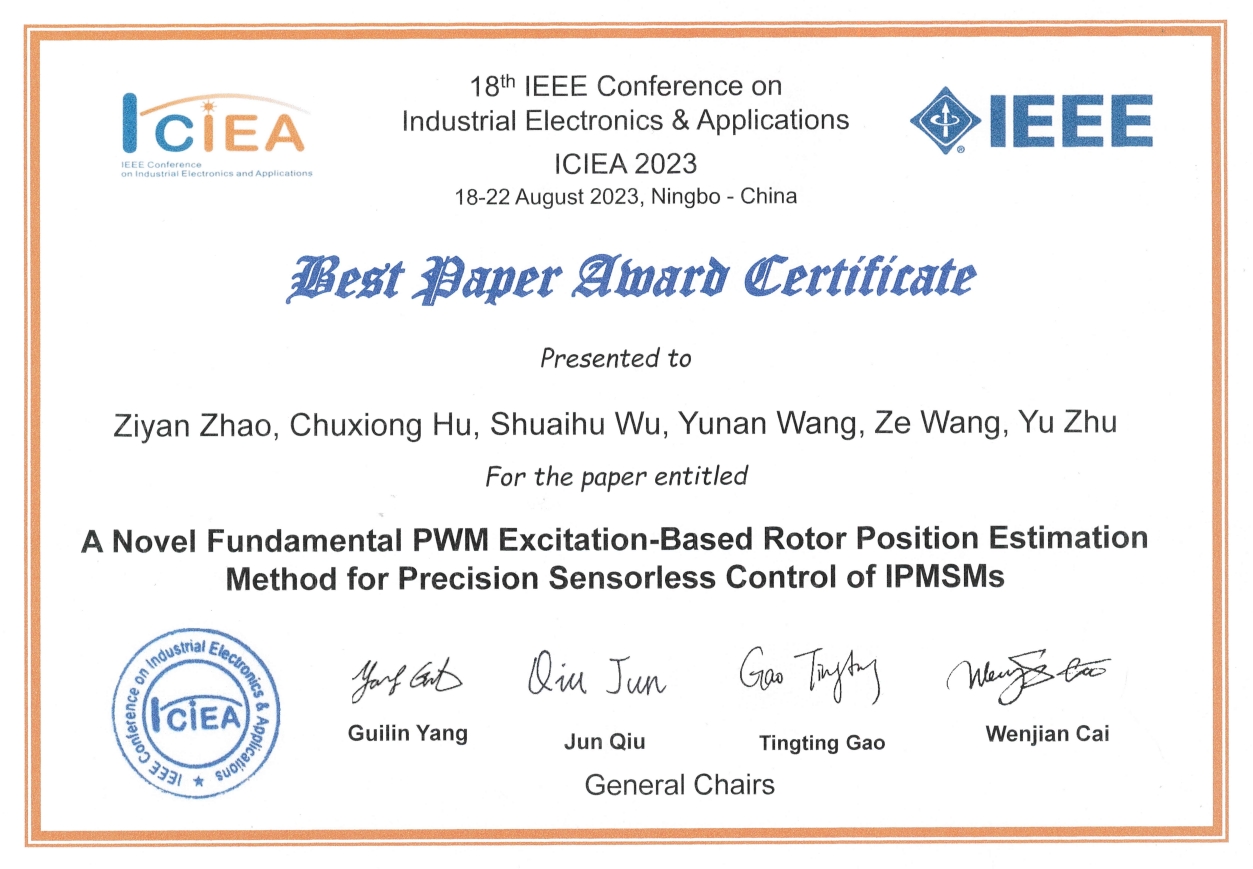 ICIEA
IEEE Conference
on Industrial Electronics and Applications
18th IEEE Conference on
Industrial Electronics & Applications
ICIEA 2023
18-22 August 2023, Ningbo - China
IEEE
Best Paper Award Certificate
Presented to
Ziyan Zhao, Chuxiong Hu, Shuaihu Wu, Yunan Wang, Ze Wang, Yu Zhu
For the paper entitled
A Novel Fundamental PWM Excitation-Based Rotor Position Estimation
Method for Precision Sensorless Control of IPMSMs
IEEE Conference on Industrial Electronics & Applications
ICIEA
Qiu Jun
Gao Tingting
Guilin Yang
Jun Qiu
Tingting Gao
Wenjian Cai
General Chairs